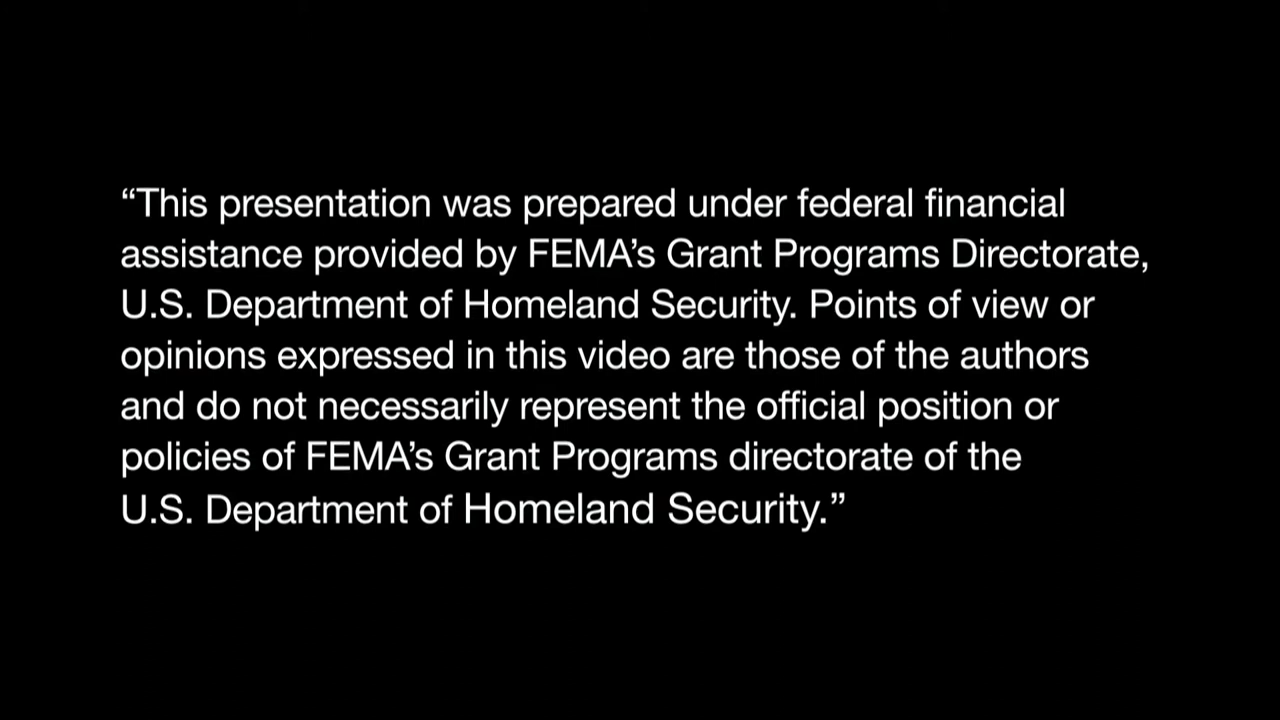 “This presentation was prepared under federal financial
assistance provided by FEMA’s Grant Programs Directorate,
U.S. Department of Homeland Security. Points of view or
opinions expressed in this video are those of the authors
and do not necessarily represent the official position or
policies of FEMA’s Grant Programs directorate of the
U.S. Department of Homeland Security.”